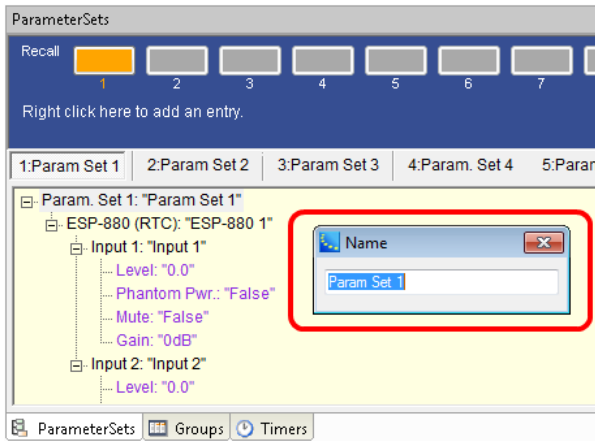 ParameterSets
Recall
1 2 3 4 5 6 7
Right click here to add an entry.
1:Param Set 1 2:Param Set 2 3:Param Set 3 4:Param. Set 4 5:Paran
Param. Set 1: "Param Set 1"
ESP-880 (RTC): "ESP-880 1"
Input 1: "Input 1"
Level: "0.0"
Phantom Pwr.: "False"
Mute: "False"
Gain: "0dB"
Input 2: "Input 2"
Level: "0.0"
Name
Param Set 1
ParameterSets Groups Timers